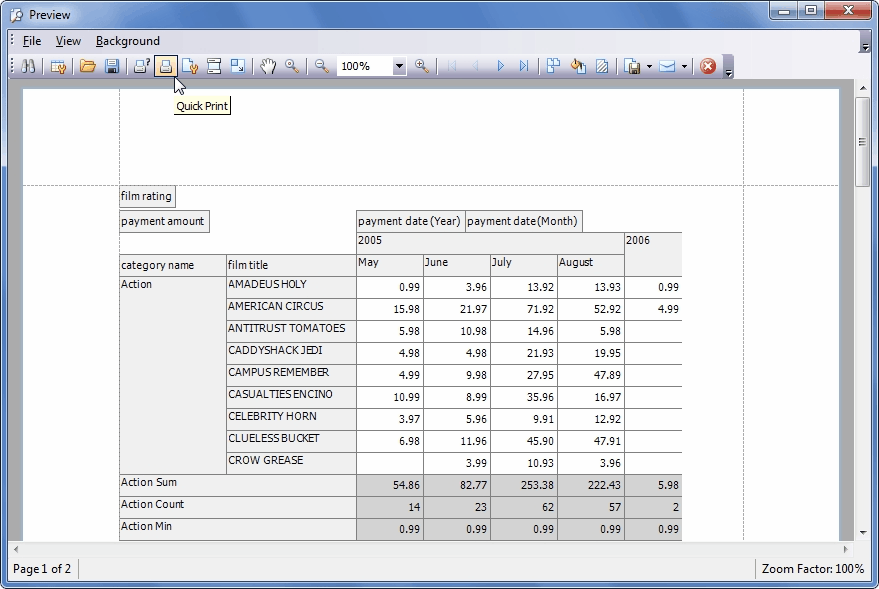 Preview
File View Background
100%
Quick Print
film rating
payment amount payment date (Year) payment date(Month)
2005 2006
category name film title May June July August
Action AMADEUS HOLY 0.99 3.96 13.92 13.93 0.99
AMERICAN CIRCUS 15.98 21.97 71.92 52.92 4.99
ANTITRUST TOMATOES 5.98 10.98 14.96 5.98
CADDYSHACK JEDI 4.98 4.98 21.93 19.95
CAMPUS REMEMBER 4.99 9.98 27.95 47.89
CASUALTIES ENCINO 10.99 8.99 35.96 16.97
CELEBRITY HORN 3.97 5.96 9.91 12.92
CLUELESS BUCKET 6.98 11.96 45.90 47.91
CROW GREASE 3.99 10.93 3.96
Action Sum 54.86 82.77 253.38 222.43 5.98
Action Count 14 23 62 57 2
Action Min 0.99 0.99 0.99 0.99 0.99
Page 1 of 2 Zoom Factor: 100%